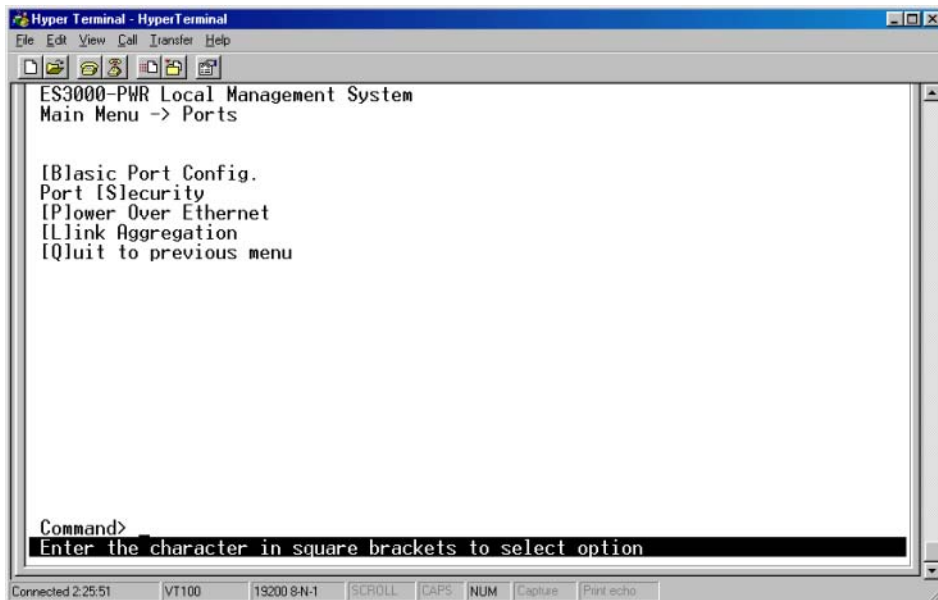 Hyper Terminal - HyperTerminal
File Edit View Call Transfer Help
ES3000-PWR Local Management System
Main Menu -> Ports
[B]asic Port Config.
Port [S]ecurity
[P]ower Over Ethernet
[L]ink Aggregation
[Q]uit to previous menu
Command> _
Enter the character in square brackets to select option
Connected 2:25:51 VT100 19200 8-N-1 SCROLL CAPS NUM Capture Print echo